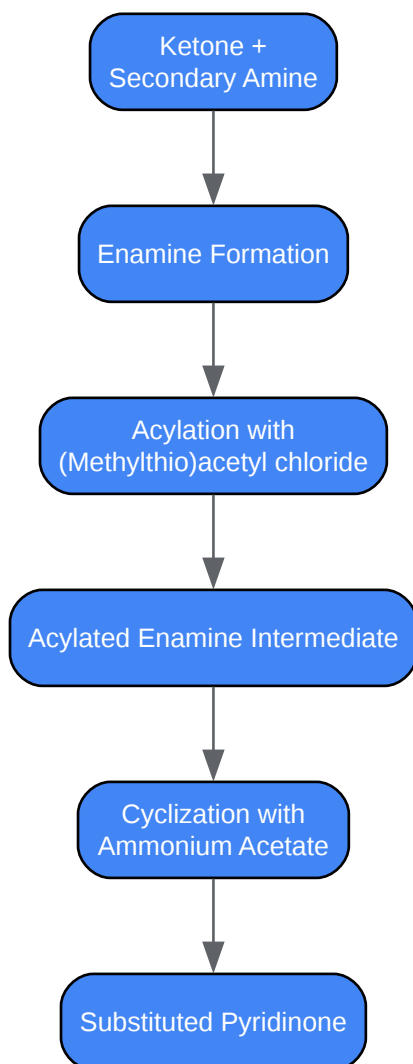 Ketone +
Secondary Amine
Enamine Formation
Acylation with
(Methylthio)acetyl chloride
Acylated Enamine Intermediate
Cyclization with
Ammonium Acetate
Substituted Pyridinone